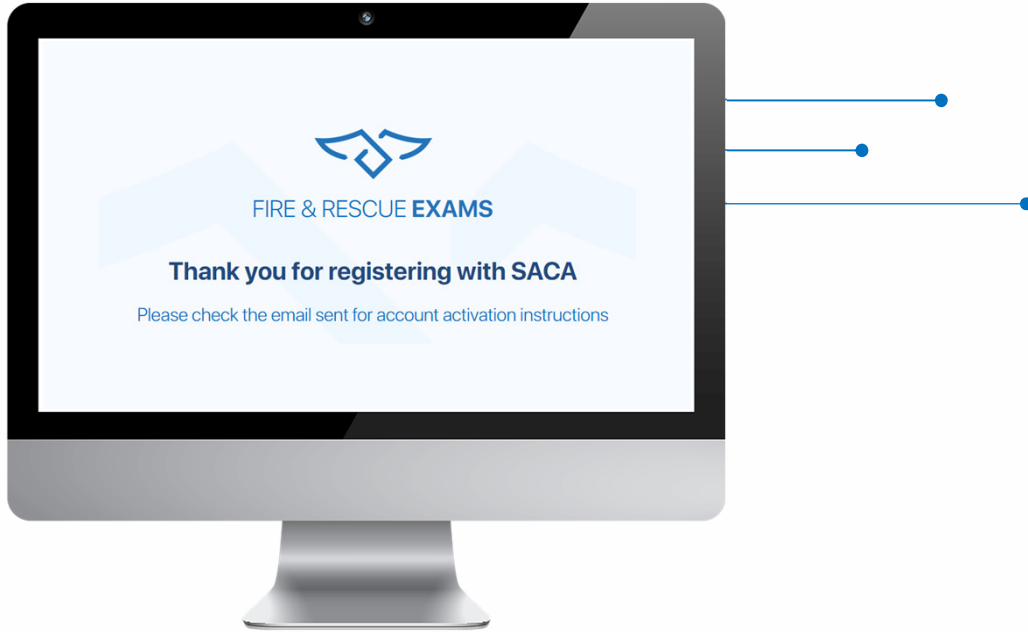 FIRE & RESCUE EXAMS
Thank you for registering with SACA
Please check the email sent for account activation instructions